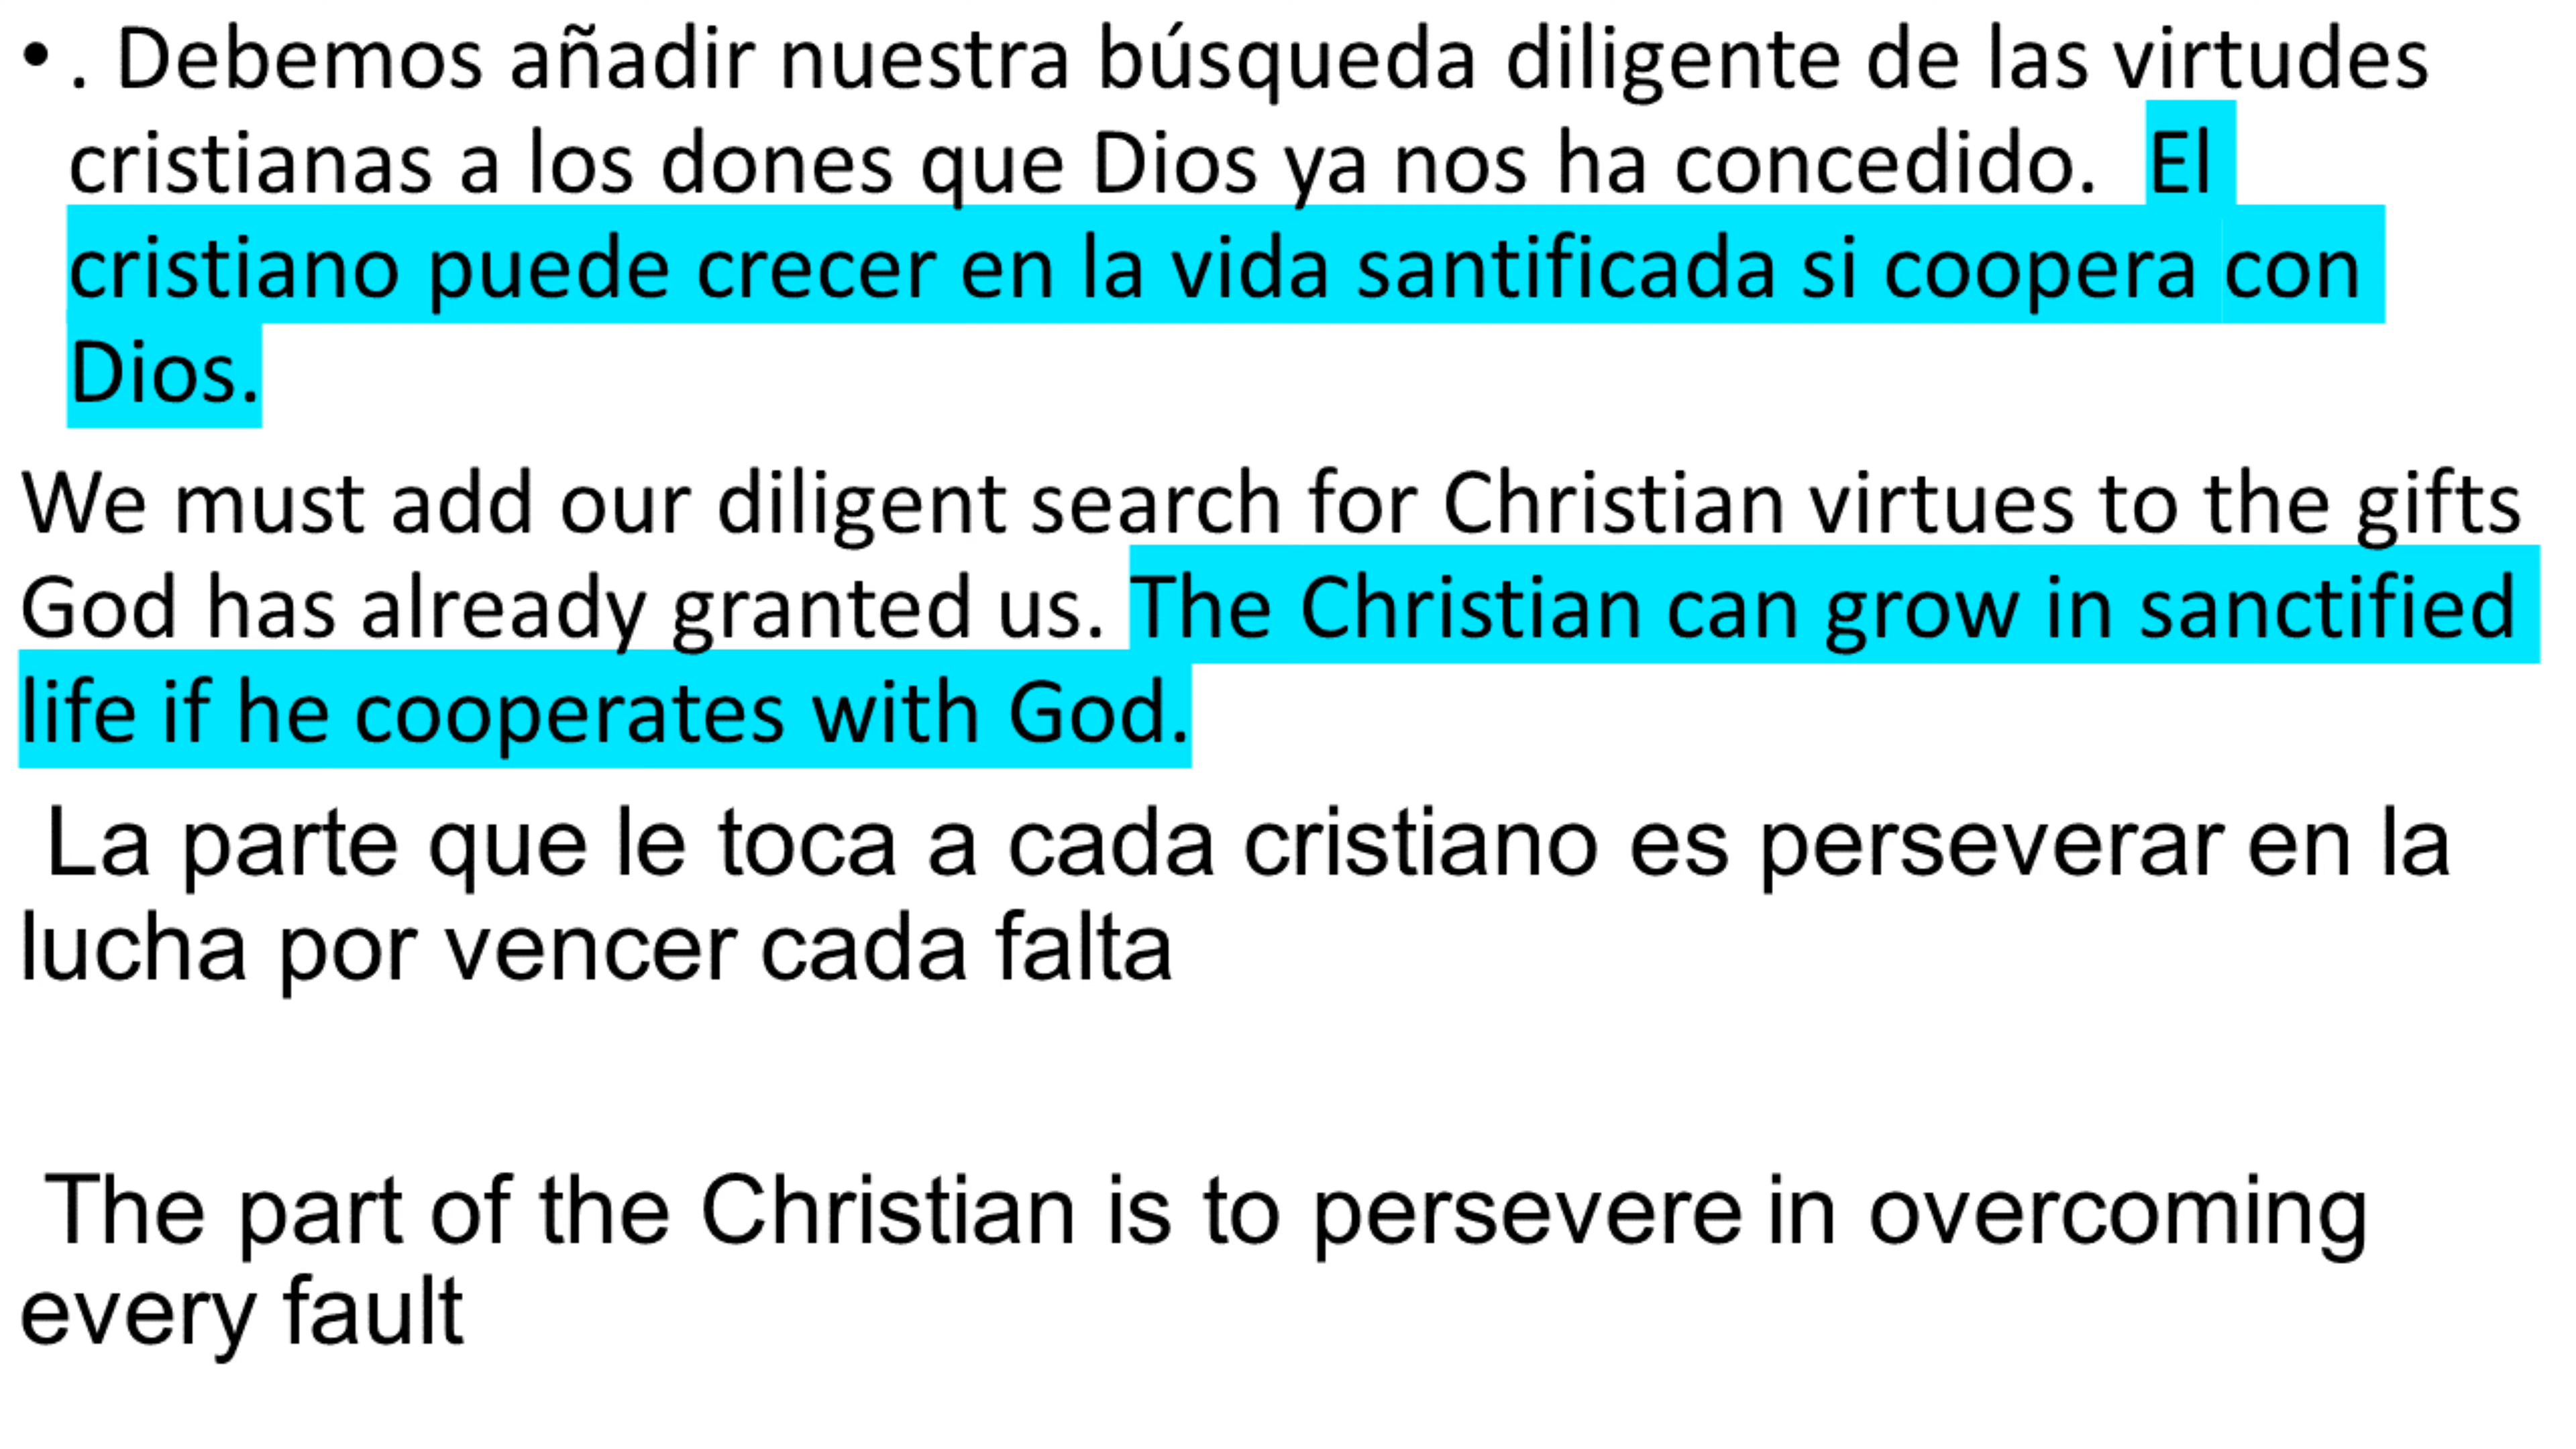 • . Debemos añadir nuestra búsqueda diligente de las virtudes
cristianas a los dones que Dios ya nos ha concedido.  El
cristiano puede crecer en la vida santificada si coopera con
Dios.
We must add our diligent search for Christian virtues to the gifts
God has already granted us. The Christian can grow in sanctified
life if he cooperates with God.
La parte que le toca a cada cristiano es perseverar en la
lucha por vencer cada falta
The part of the Christian is to persevere in overcoming
every fault